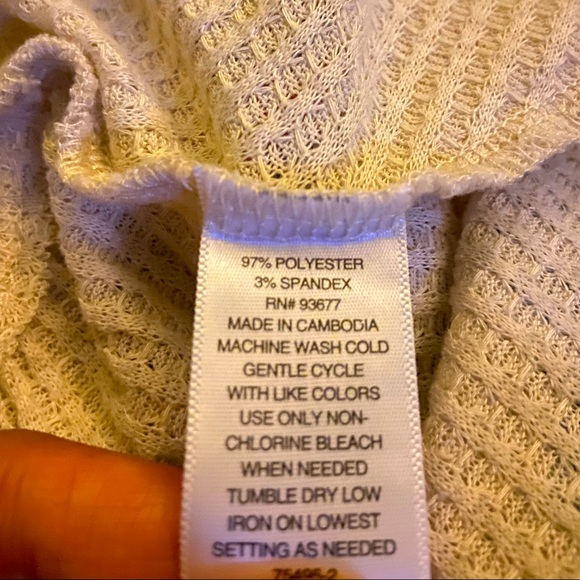 97% POLYESTER
3% SPANDEX
RN# 93677
MADE IN CAMBODIA
MACHINE WASH COLD
GENTLE CYCLE
WITH LIKE COLORS
USE ONLY NON-
CHLORINE BLEACH
WHEN NEEDED
TUMBLE DRY LOW
IRON ON LOWEST
SETTING AS NEEDED